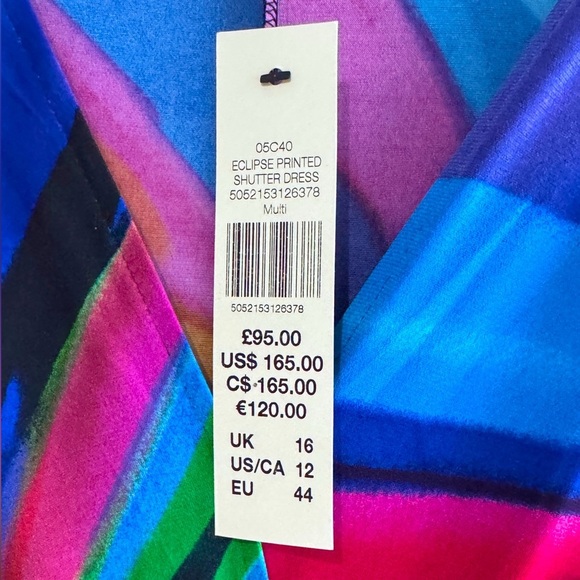 05C40
ECLIPSE PRINTED
SHUTTER DRESS
5052153126378
Multi
5052153126378
£95.00
US$ 165.00
C$ 165.00
€120.00
UK 16
US/CA 12
EU 44